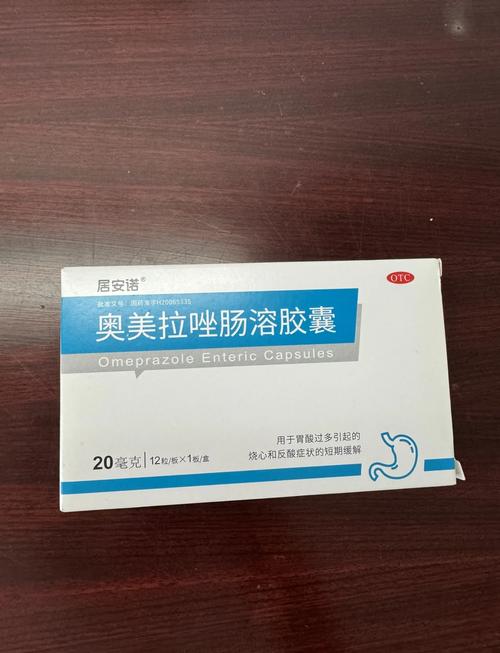 居安诺®
OTC
批准文号：国药准字H20065335
奥美拉唑肠溶胶囊
Omeprazole Enteric Capsules
用于胃酸过多引起的
烧心和反酸症状的短期缓解
20毫克 12粒/板×1板/盒